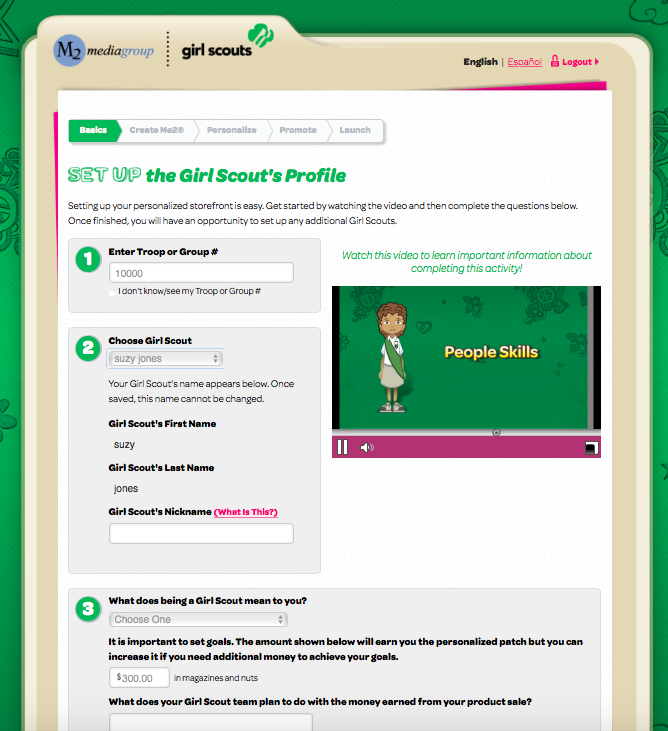 M2 mediagroup
girl scouts
English | Español Logout
Basics Create Me2® Personalize Promote Launch
SET UP the Girl Scout's Profile
Setting up your personalized storefront is easy. Get started by watching the video and then complete the questions below.
Once finished, you will have an opportunity to set up any additional Girl Scouts.
1 Enter Troop or Group #
10000
I don't know/see my Troop or Group #
Watch this video to learn important information about
completing this activity!
People Skills
2 Choose Girl Scout
suzy jones
Your Girl Scout's name appears below. Once
saved, this name cannot be changed.
Girl Scout's First Name
suzy
Girl Scout's Last Name
jones
Girl Scout's Nickname (What Is This?)
3 What does being a Girl Scout mean to you?
Choose One
It is important to set goals. The amount shown below will earn you the personalized patch but you can
increase it if you need additional money to achieve your goals.
$300.00 in magazines and nuts
What does your Girl Scout team plan to do with the money earned from your product sale?